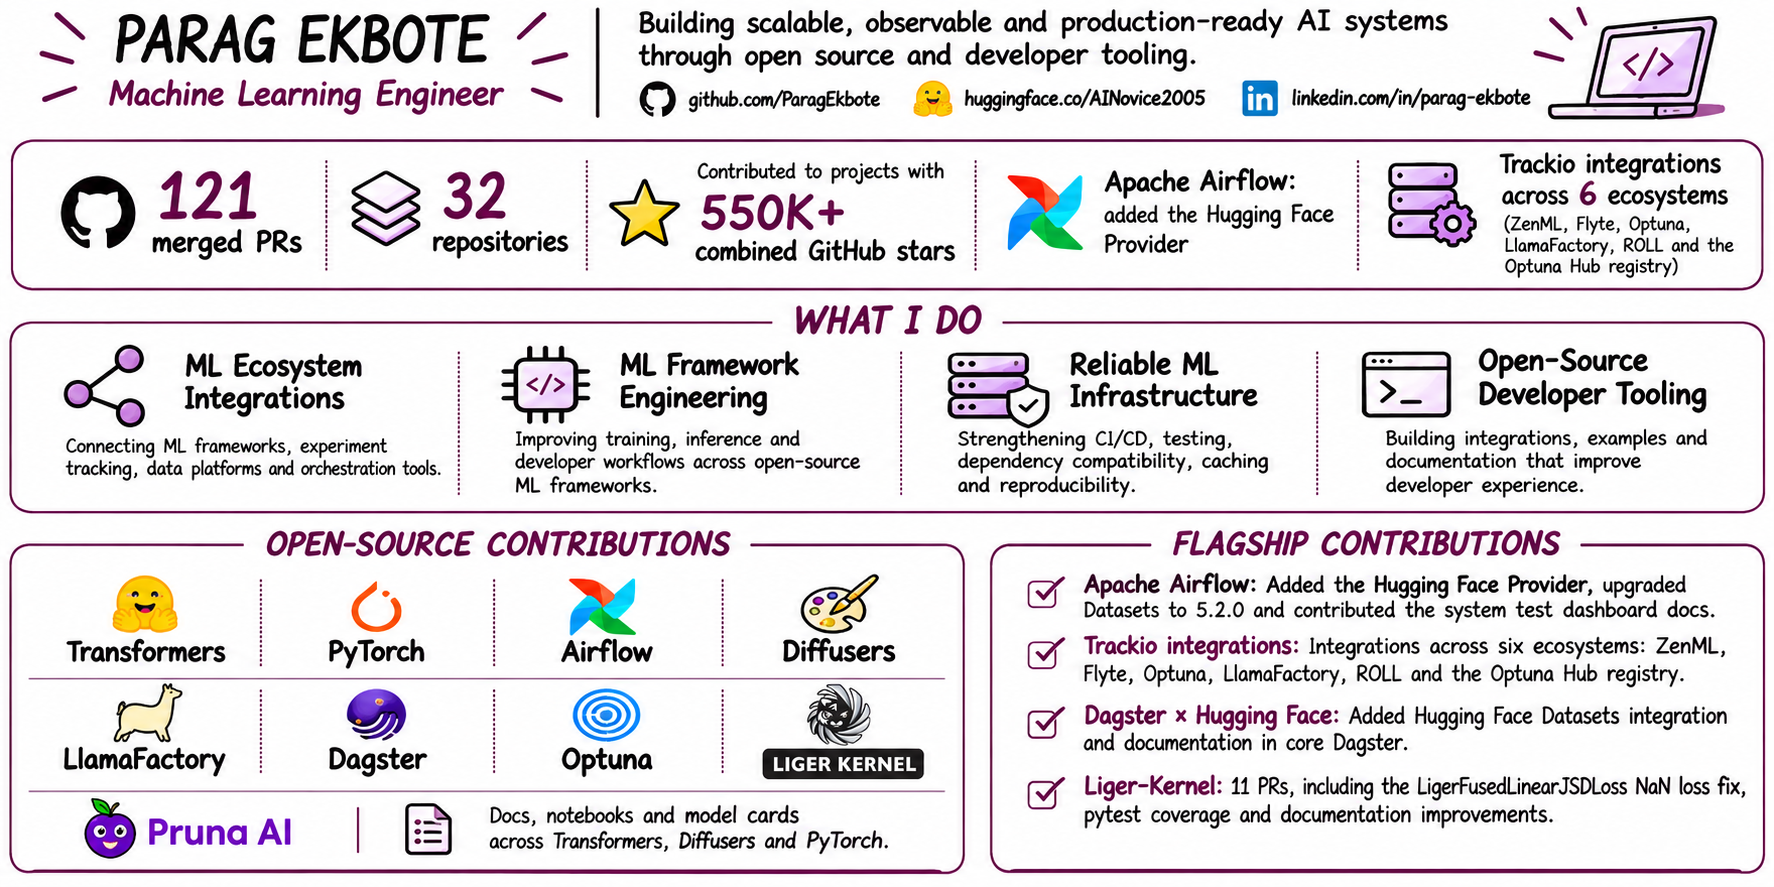 PARAG EKBOTE
Machine Learning Engineer
Building scalable, observable and production-ready AI systems
through open source and developer tooling.
github.com/ParagEkbote
huggingface.co/AINovice2005
in
linkedin.com/in/parag-ekbote
</>
121
merged PRs
32
repositories
Contributed to projects with
550K+
combined GitHub stars
Apache Airflow:
added the Hugging Face
Provider
Trackio integrations
across 6 ecosystems
(ZenML, Flyte, Optuna,
LlamaFactory, ROLL and the
Optuna Hub registry)
WHAT I DO
ML Ecosystem
Integrations
Connecting ML frameworks, experiment
tracking, data platforms and orchestration tools.
</>
ML Framework
Engineering
Improving training, inference and
developer workflows across open-source
ML frameworks.
Reliable ML
Infrastructure
Strengthening CI/CD, testing,
dependency compatibility, caching
and reproducibility.
>_
Open-Source
Developer Tooling
Building integrations, examples and
documentation that improve
developer experience.
OPEN-SOURCE CONTRIBUTIONS
Transformers
PyTorch
Airflow
Diffusers
LlamaFactory
Dagster
Optuna
LIGER KERNEL
Pruna AI
Docs, notebooks and model cards
across Transformers, Diffusers and PyTorch.
FLAGSHIP CONTRIBUTIONS
Apache Airflow: Added the Hugging Face Provider, upgraded
Datasets to 5.2.0 and contributed the system test dashboard docs.
Trackio integrations: Integrations across six ecosystems: ZenML,
Flyte, Optuna, LlamaFactory, ROLL and the Optuna Hub registry.
Dagster × Hugging Face: Added Hugging Face Datasets integration
and documentation in core Dagster.
Liger-Kernel: 11 PRs, including the LigerFusedLinearJSDLoss NaN loss fix,
pytest coverage and documentation improvements.